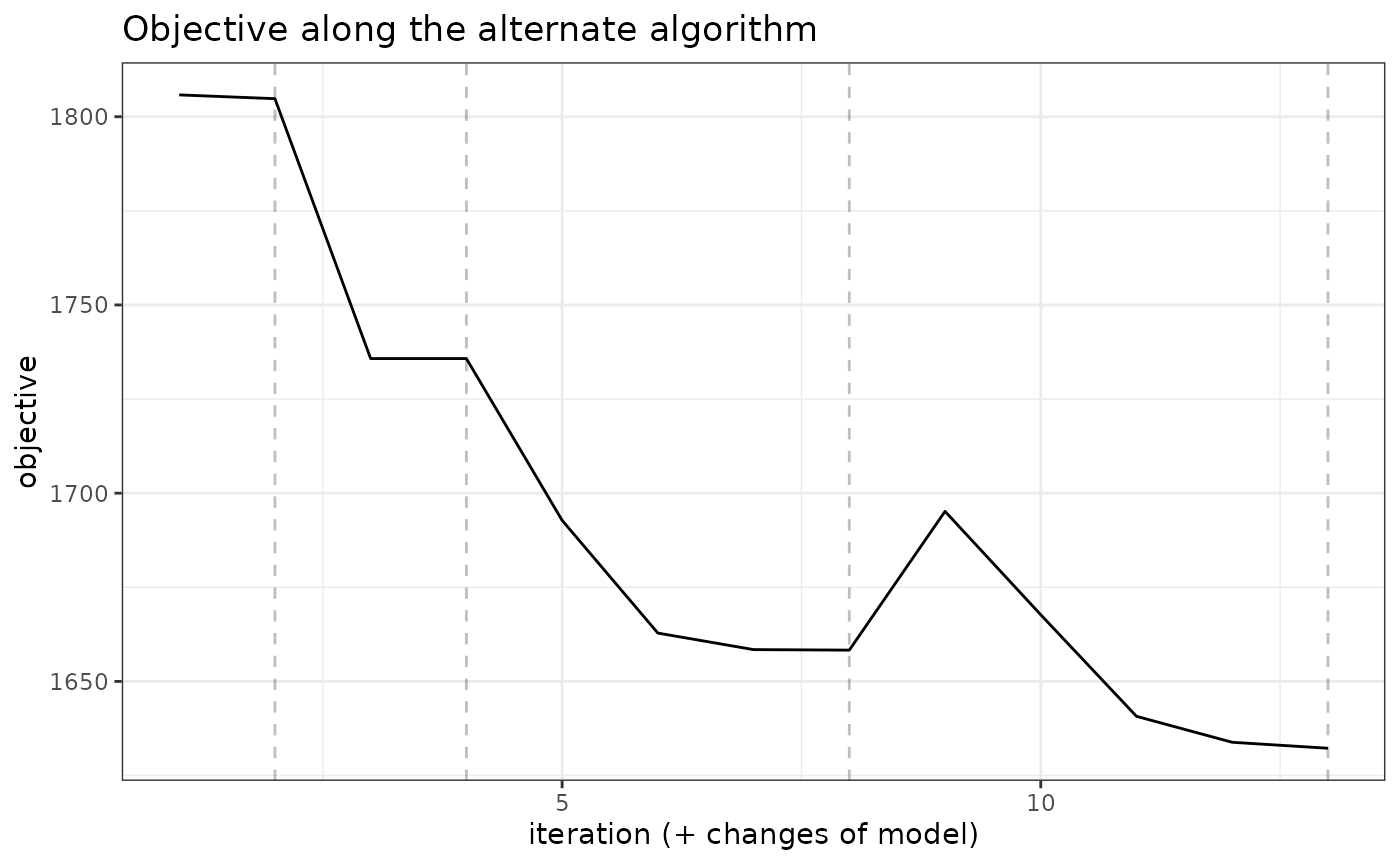 Objective along the alternate algorithm
1800
1750
1700
1650
objective
5 10
iteration (+ changes of model)